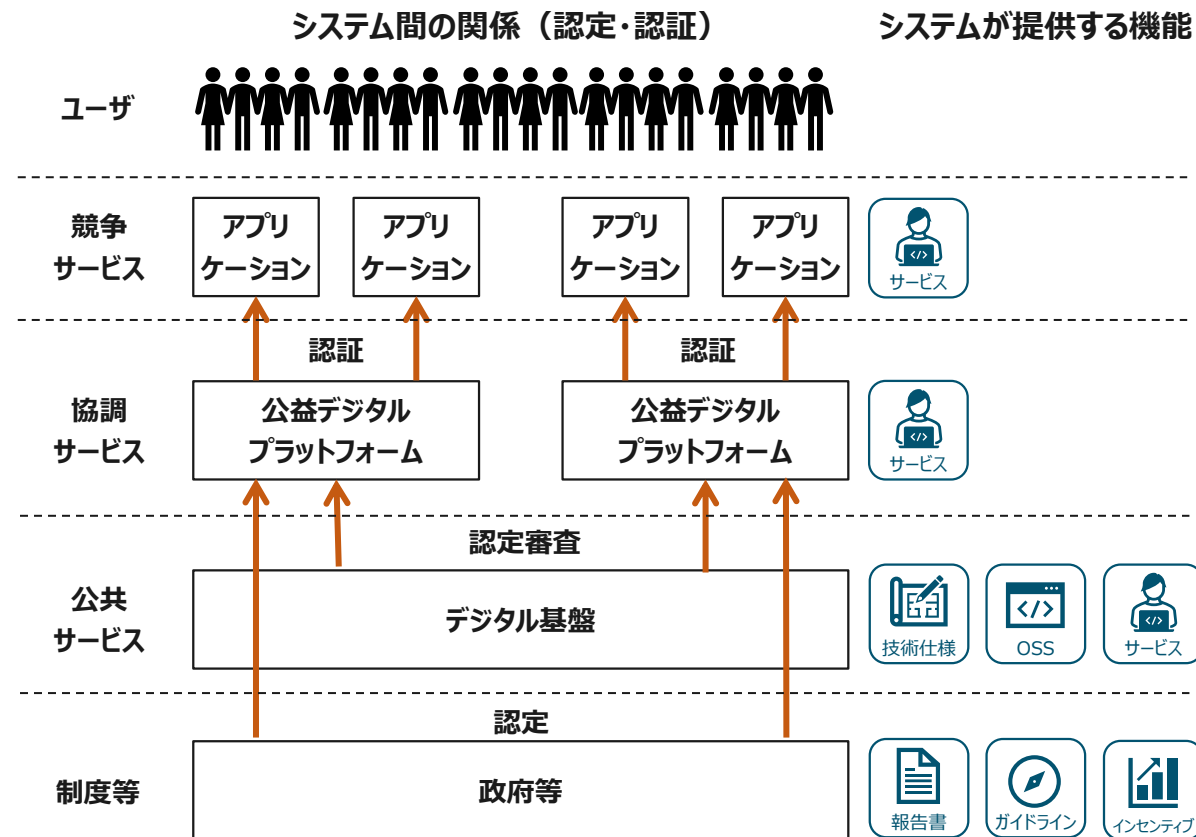 システム間の関係（認定・認証）
システムが提供する機能
ユーザ
競争
サービス
アプリ
ケーション
アプリ
ケーション
アプリ
ケーション
アプリ
ケーション
</>
サービス
認証
認証
協調
サービス
公益デジタル
プラットフォーム
公益デジタル
プラットフォーム
</>
サービス
認定審査
公共
サービス
デジタル基盤
技術仕様
</>
OSS
</>
サービス
認定
制度等
政府等
報告書
ガイドライン
インセンティブ